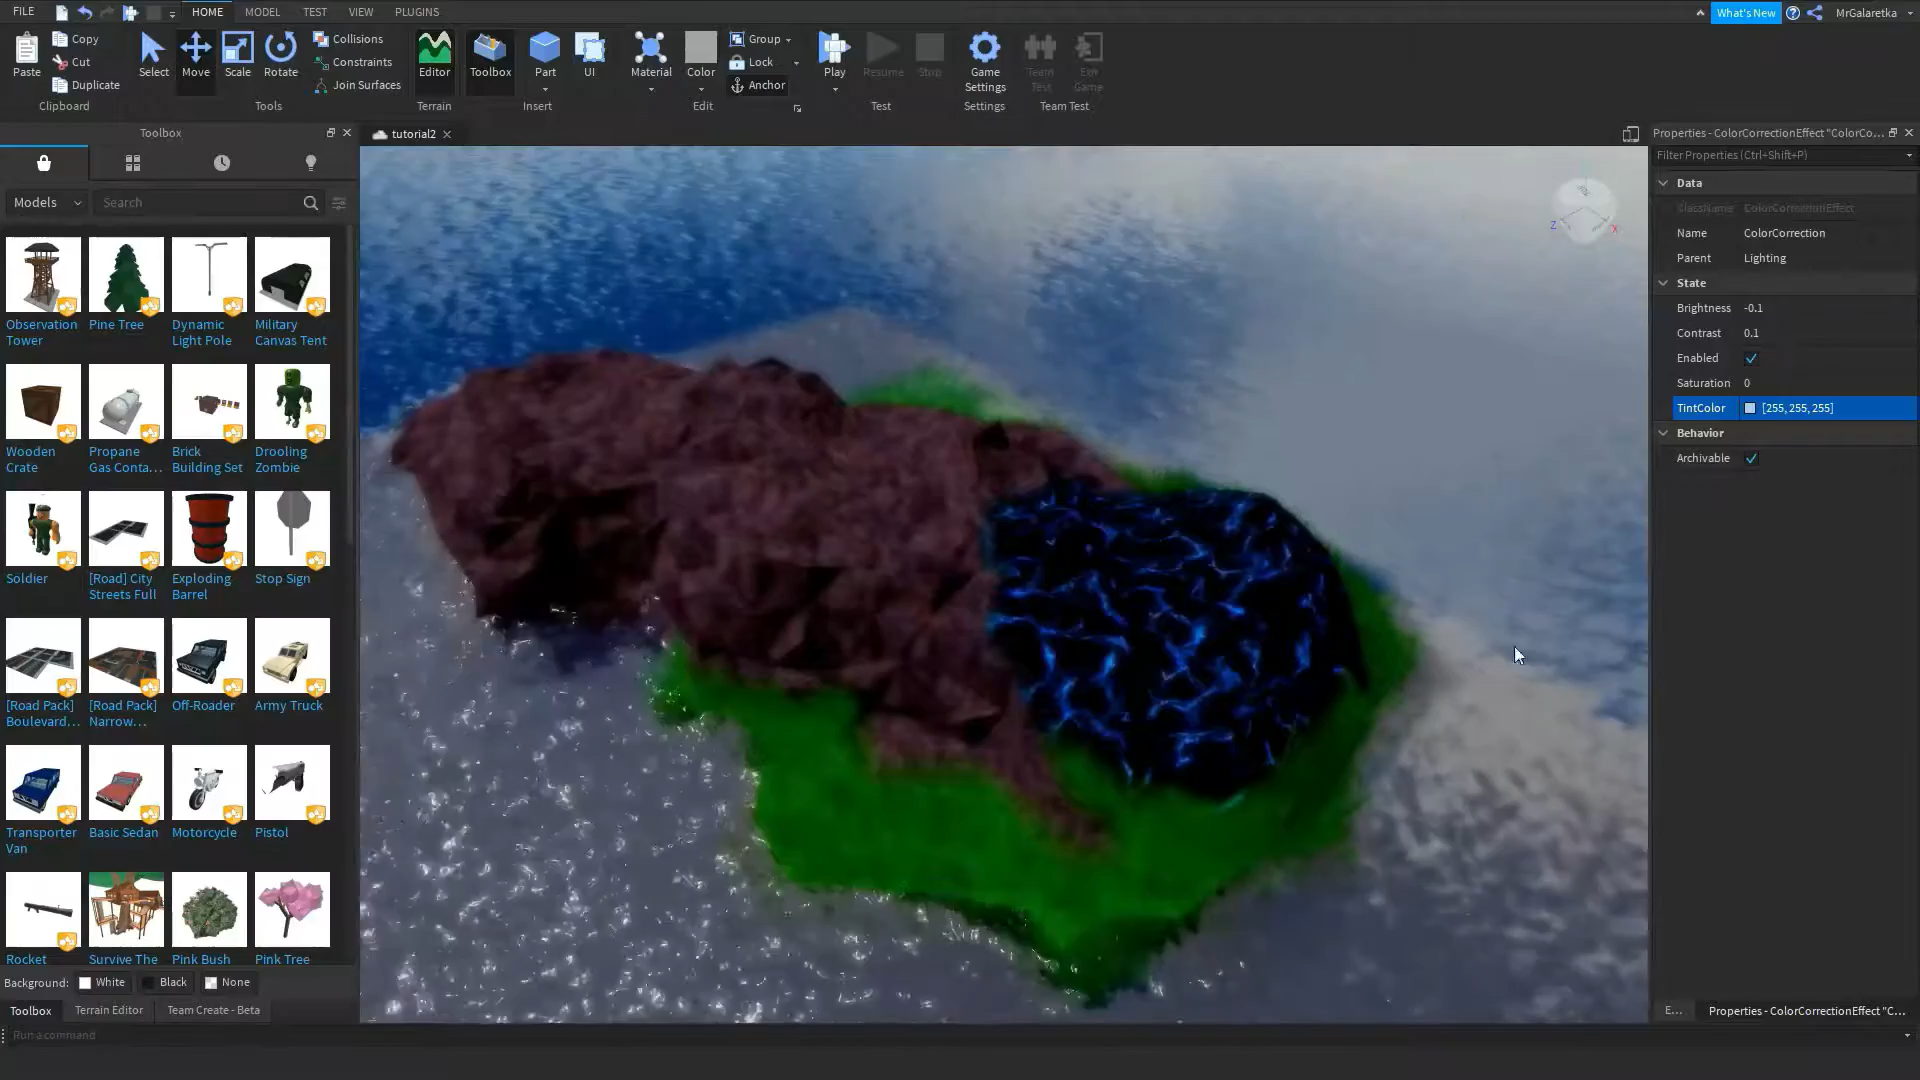 FILE
HOME
MODEL
TEST
VIEW
PLUGINS
What's New
MrGalaretka
Paste
Copy
Cut
Duplicate
Clipboard
Select
Move
Scale
Rotate
Collisions
Constraints
Join Surfaces
Tools
Editor
Terrain
Toolbox
Part
UI
Insert
Material
Color
Group
Lock
Anchor
Edit
Play
Resume
Stop
Test
Game
Settings
Settings
Team
Test
Exit
Game
Team Test
Toolbox
Models
Search
Observation
Tower
Pine Tree
Dynamic
Light Pole
Military
Canvas Tent
Wooden
Crate
Propane
Gas Conta...
Brick
Building Set
Drooling
Zombie
Soldier
[Road] City
Streets Full
Exploding
Barrel
Stop Sign
[Road Pack]
Boulevard...
[Road Pack]
Narrow...
Off-Roader
Army Truck
Transporter
Van
Basic Sedan
Motorcycle
Pistol
Rocket
Survive The
Pink Bush
Pink Tree
Background:
White
Black
None
Toolbox
Terrain Editor
Team Create - Beta
Run a command
tutorial2
Z
X
Properties - ColorCorrectionEffect "ColorCo...
Filter Properties (Ctrl+Shift+P)
Data
ClassName ColorCorrectionEffect
Name ColorCorrection
Parent Lighting
State
Brightness -0.1
Contrast 0.1
Enabled
Saturation 0
TintColor [255, 255, 255]
Behavior
Archivable
E...
Properties - ColorCorrectionEffect "C...